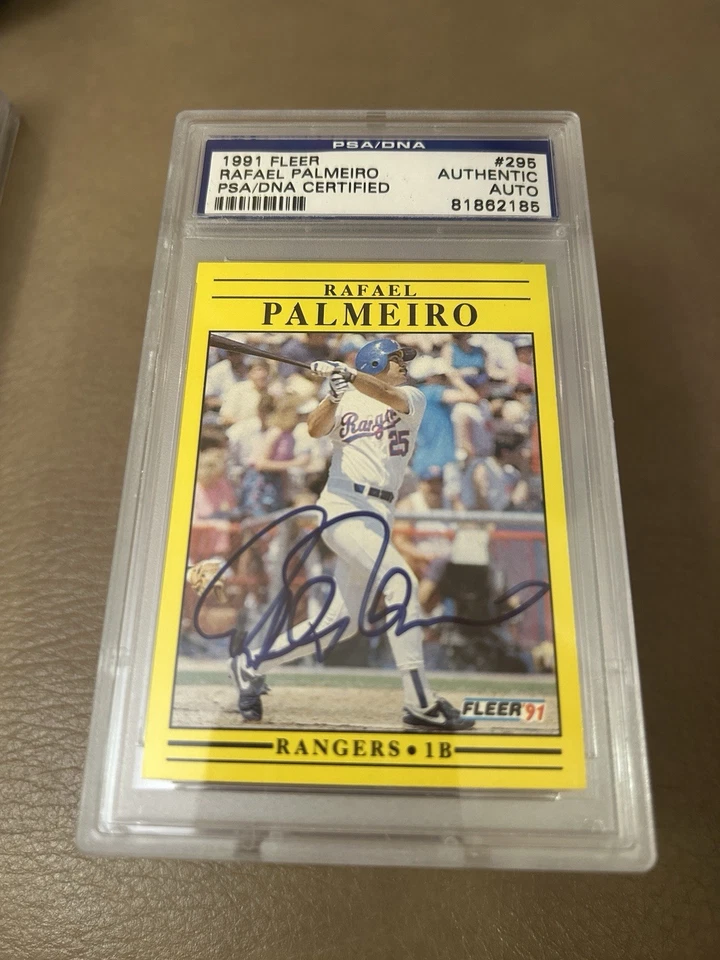 PSA/DNA
1991 FLEER #295
RAFAEL PALMEIRO AUTHENTIC
PSA/DNA CERTIFIED AUTO
81862185
RAFAEL
PALMEIRO
Rangers
25
FLEER '91
RANGERS • 1B